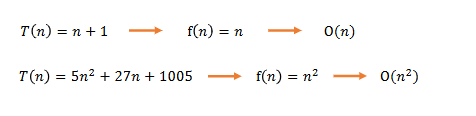 T(n) = n + 1 → f(n) = n → O(n)
T(n) = 5n² + 27n + 1005 → f(n) = n² → O(n²)